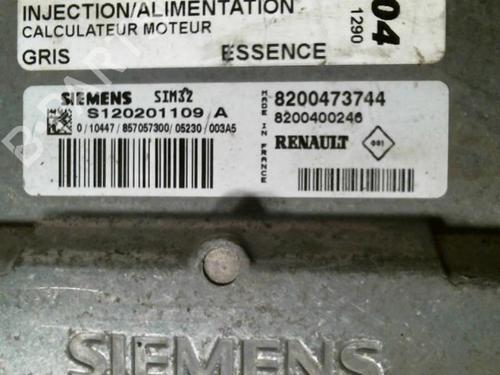 INJECTION/ALIMENTATION
CALCULATEUR MOTEUR
GRIS ESSENCE
04
1290
SIEMENS SIM32
S120201109 A
0/10447/857057300/05230/003A5
MADE IN FRANCE
8200473744
8200400246
RENAULT
001
SIEMENS